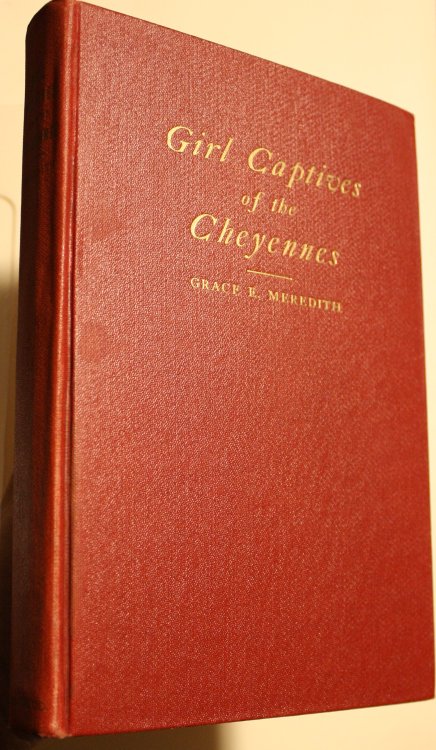 Girl Captives
of the
Cheyennes
GRACE E. MEREDITH